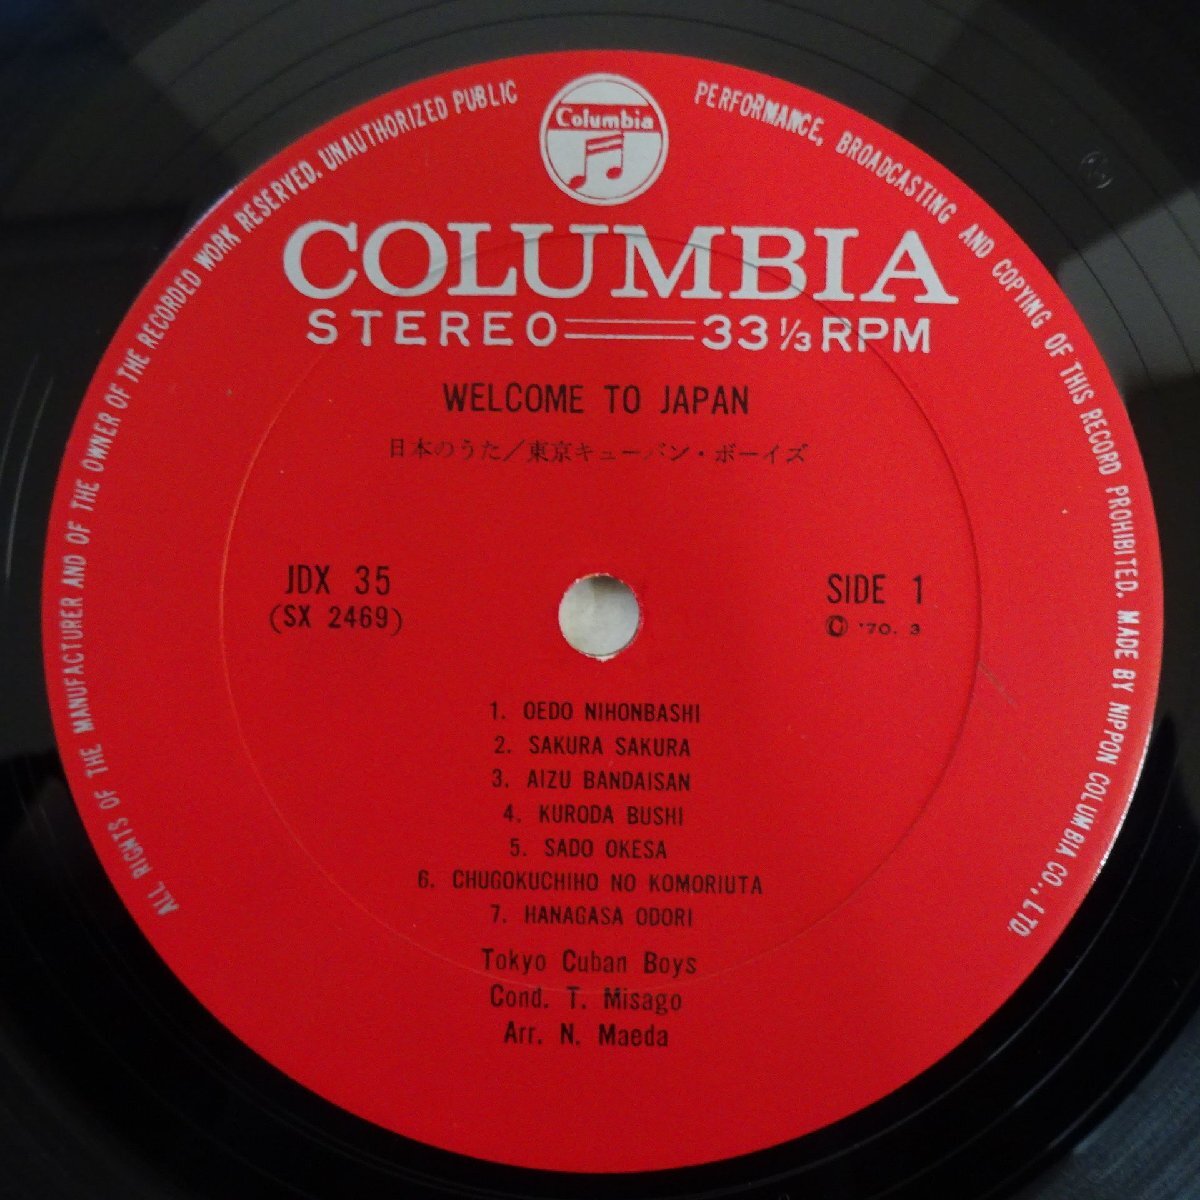 ALL RIGHTS OF THE MANUFACTURER AND OF THE OWNER OF THE RECORDED WORK RESERVED. UNAUTHORIZED PUBLIC PERFORMANCE, BROADCASTING AND COPYING OF THIS RECORD PROHIBITED. MADE BY NIPPON COLUMBIA CO., LTD.
Columbia
COLUMBIA
STEREO 33 1/3 RPM
WELCOME TO JAPAN
日本のうた/東京キューバン・ボーイズ
JDX 35
(SX 2469)
SIDE 1
Ⓒ '70. 3
1. OEDO NIHONBASHI
2. SAKURA SAKURA
3. AIZU BANDAISAN
4. KURODA BUSHI
5. SADO OKESA
6. CHUGOKUCHIHO NO KOMORIUTA
7. HANAGASA ODORI
Tokyo Cuban Boys
Cond. T. Misago
Arr. N. Maeda